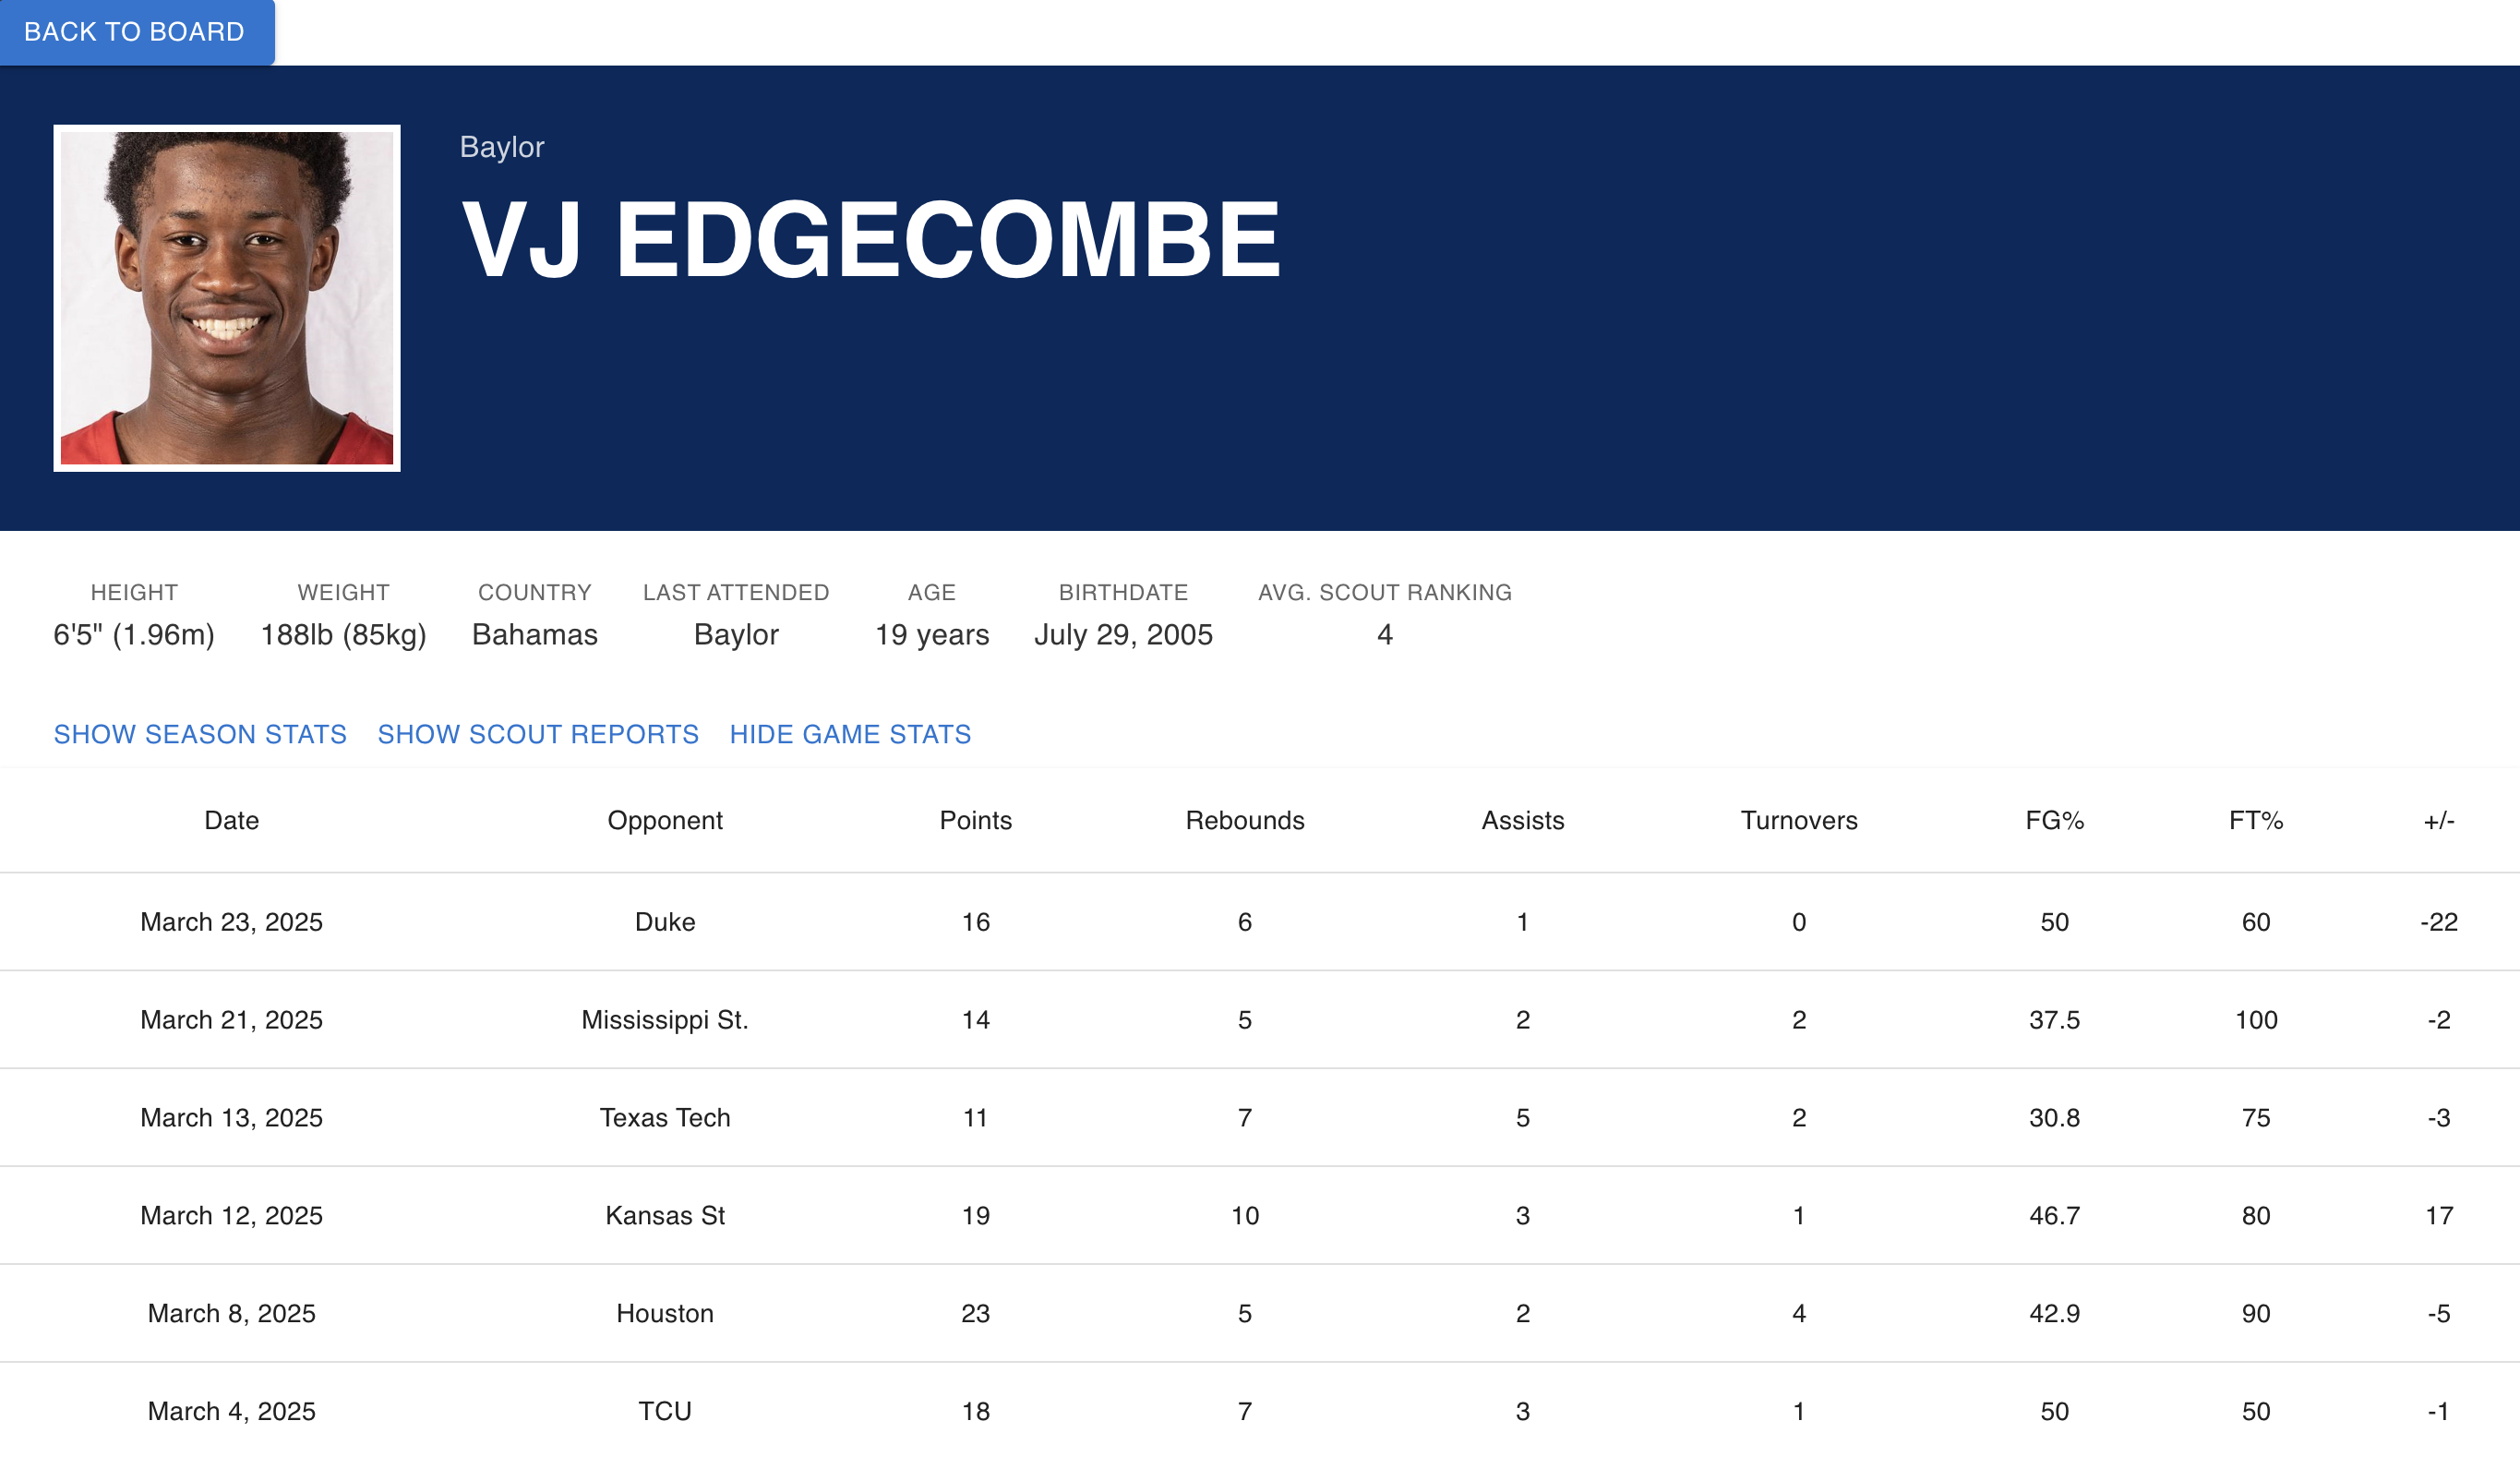 BACK TO BOARD
Baylor
VJ EDGECOMBE
HEIGHT WEIGHT COUNTRY LAST ATTENDED AGE BIRTHDATE AVG. SCOUT RANKING
6'5" (1.96m) 188lb (85kg) Bahamas Baylor 19 years July 29, 2005 4
SHOW SEASON STATS SHOW SCOUT REPORTS HIDE GAME STATS
Date Opponent Points Rebounds Assists Turnovers FG% FT% +/-
March 23, 2025 Duke 16 6 1 0 50 60 -22
March 21, 2025 Mississippi St. 14 5 2 2 37.5 100 -2
March 13, 2025 Texas Tech 11 7 5 2 30.8 75 -3
March 12, 2025 Kansas St 19 10 3 1 46.7 80 17
March 8, 2025 Houston 23 5 2 4 42.9 90 -5
March 4, 2025 TCU 18 7 3 1 50 50 -1